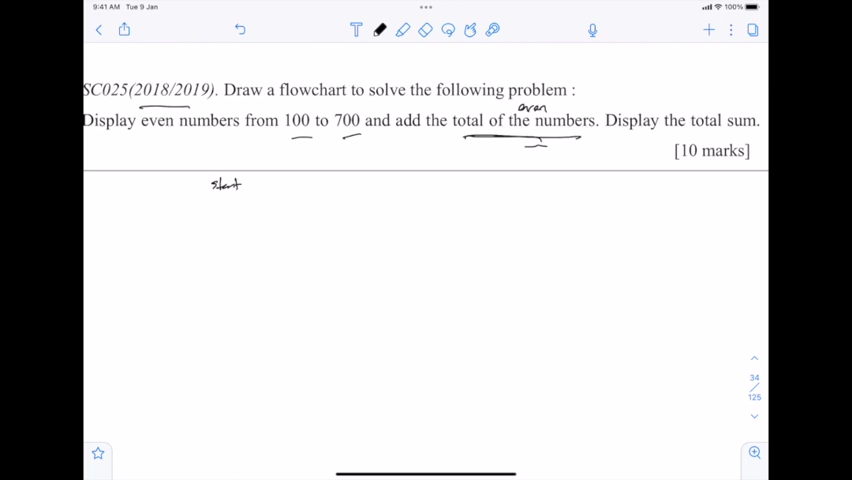 9:41 AM Tue 9 Jan
100%
SC025(2018/2019). Draw a flowchart to solve the following problem :
even
Display even numbers from 100 to 700 and add the total of the numbers. Display the total sum.
[10 marks]
start
34
/
125